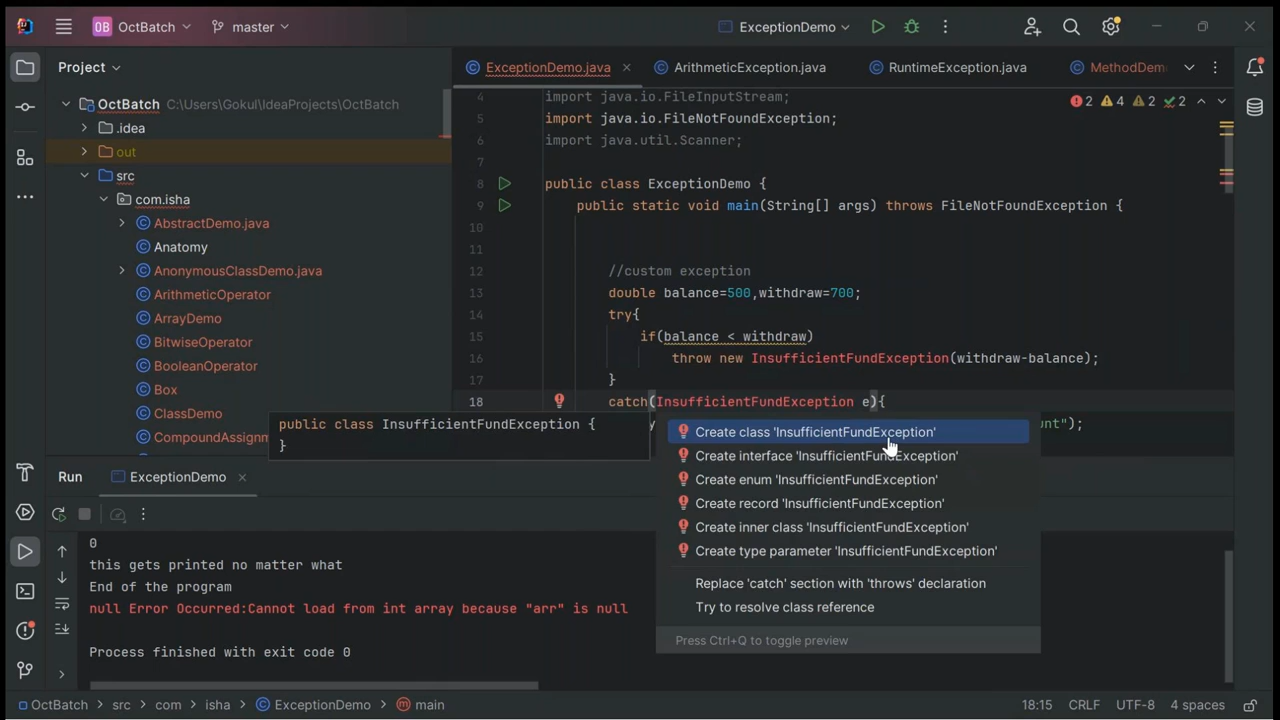 OB OctBatch master ExceptionDemo
Project
ExceptionDemo.java ArithmeticException.java RuntimeException.java MethodDem
OctBatch C:\Users\Gokul\IdeaProjects\OctBatch
.idea
out
src
com.isha
AbstractDemo.java
Anatomy
AnonymousClassDemo.java
ArithmeticOperator
ArrayDemo
BitwiseOperator
BooleanOperator
Box
ClassDemo
CompoundAssignm
2 4 2 2
4 import java.io.FileInputStream;
5 import java.io.FileNotFoundException;
6 import java.util.Scanner;
7
8 public class ExceptionDemo {
9 public static void main(String[] args) throws FileNotFoundException {
10
11
12 //custom exception
13 double balance=500,withdraw=700;
14 try{
15 if(balance < withdraw)
16 throw new InsufficientFundException(withdraw-balance);
17 }
18 catch(InsufficientFundException e){
y unt");
public class InsufficientFundException {
}
Create class 'InsufficientFundException'
Create interface 'InsufficientFundException'
Create enum 'InsufficientFundException'
Create record 'InsufficientFundException'
Create inner class 'InsufficientFundException'
Create type parameter 'InsufficientFundException'
Replace 'catch' section with 'throws' declaration
Try to resolve class reference
Press Ctrl+Q to toggle preview
Run ExceptionDemo
0
this gets printed no matter what
End of the program
null Error Occurred:Cannot load from int array because "arr" is null
Process finished with exit code 0
OctBatch src com isha ExceptionDemo main 18:15 CRLF UTF-8 4 spaces